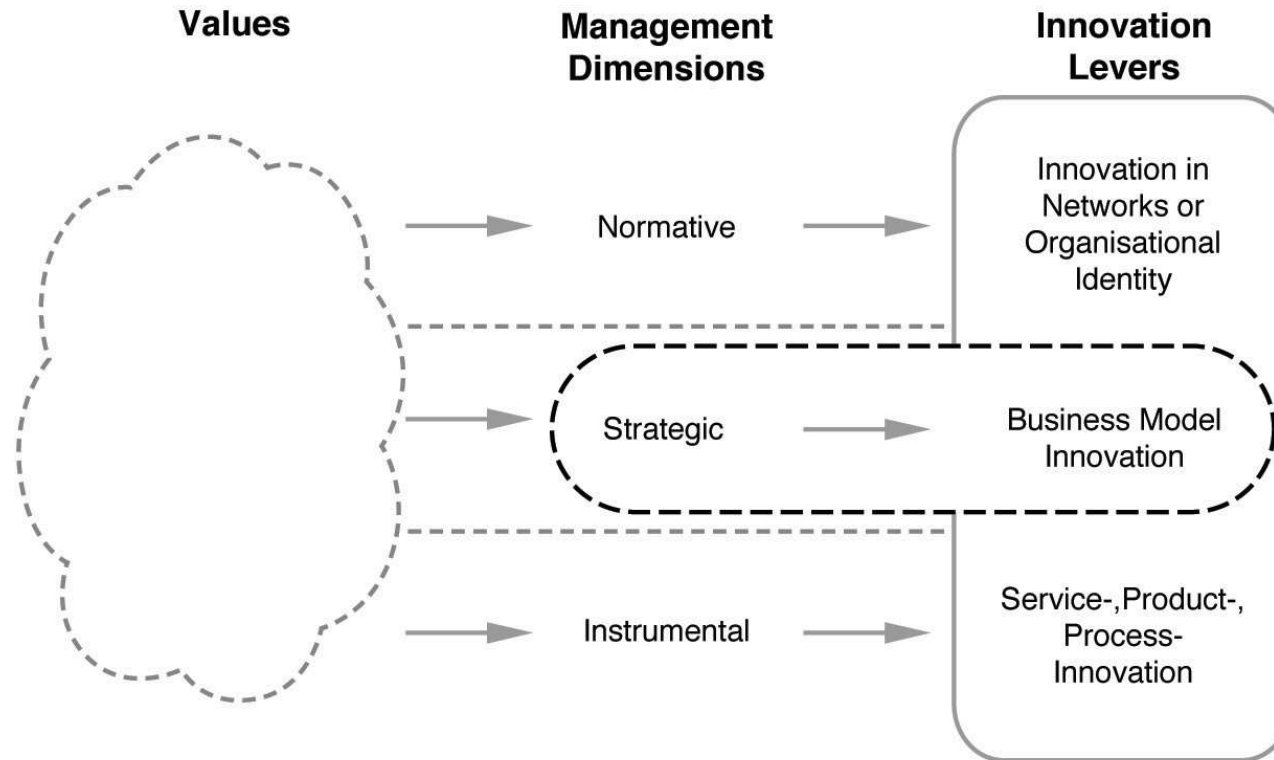 Values
Management
Dimensions
Innovation
Levers
Normative
Innovation in
Networks or
Organisational
Identity
Strategic
Business Model
Innovation
Instrumental
Service-,Product-,
Process-
Innovation